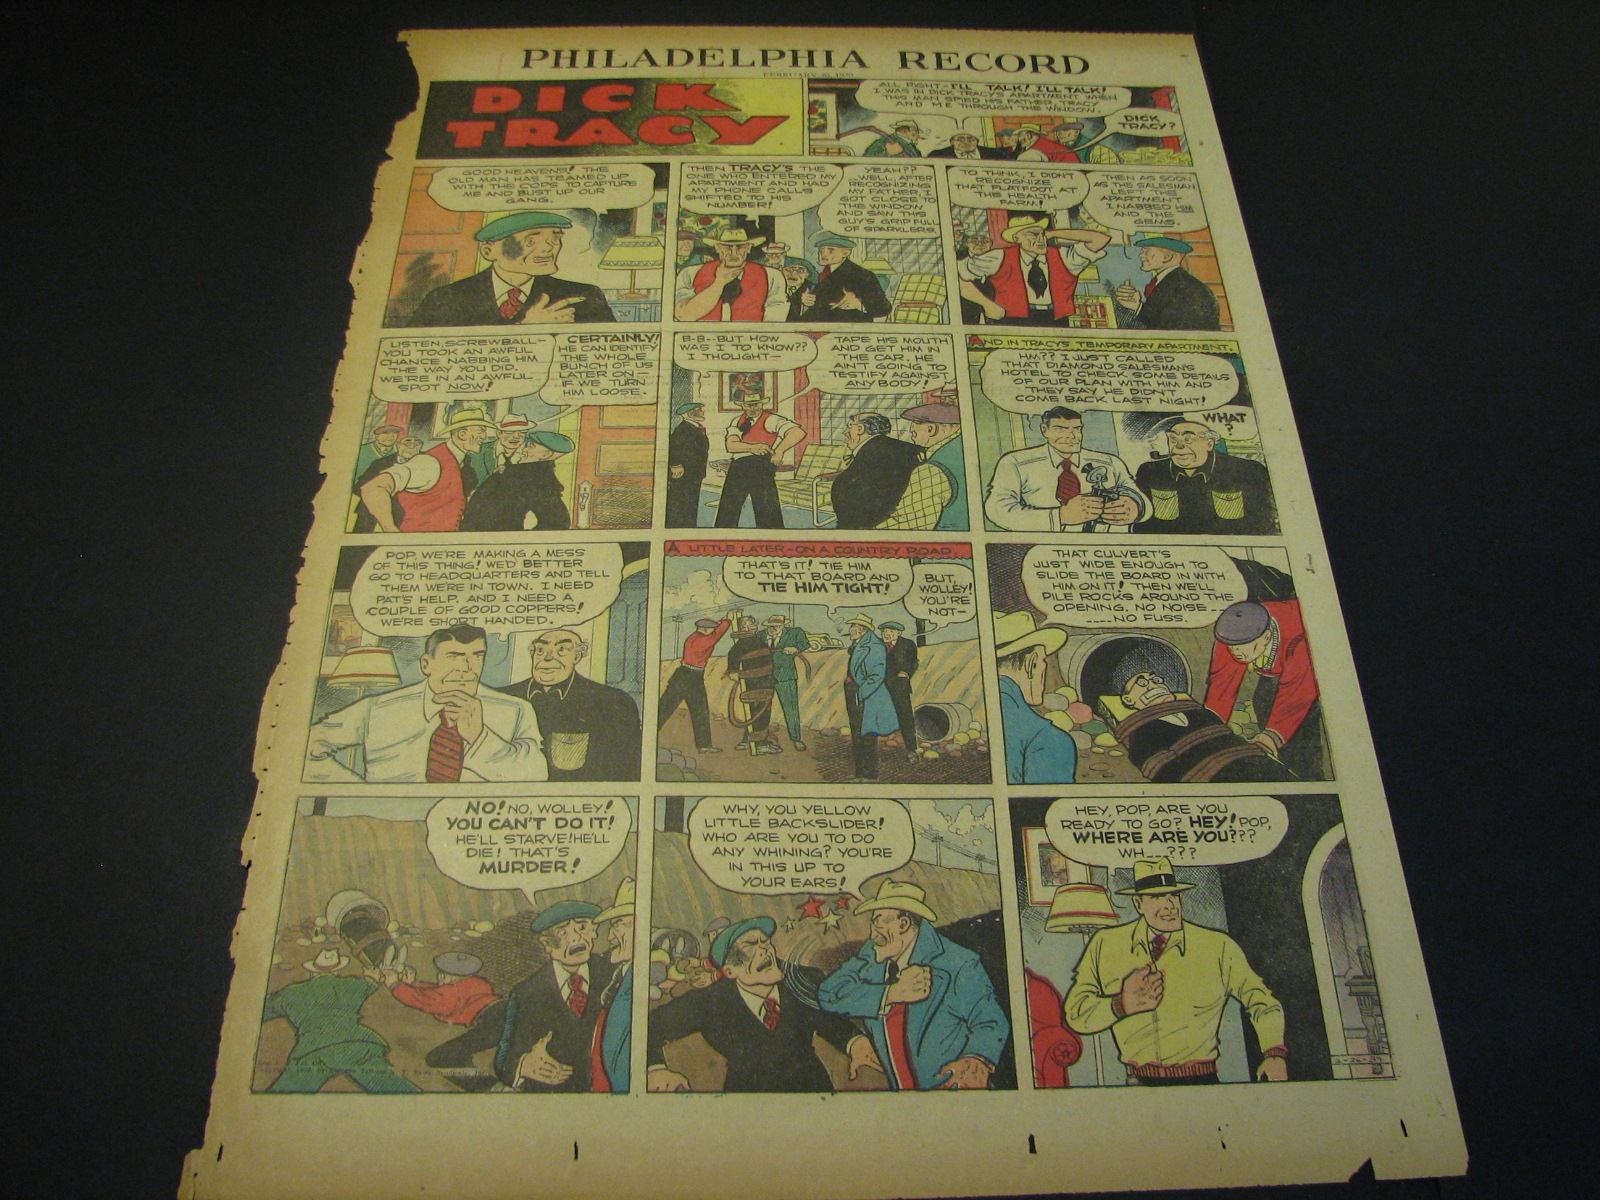 PHILADELPHIA RECORD
FEBRUARY 26, 1939
DICK
TRACY
ALL RIGHT-I'LL TALK! I'LL TALK!
I WAS IN DICK TRACY'S APARTMENT WHEN
THIS MAN SPIED HIS FATHER, TRACY
AND ME THROUGH THE WINDOW.
DICK
TRACY?
GOOD HEAVENS! THE
OLD MAN HAS TEAMED UP
WITH THE COPS TO CAPTURE
ME AND BUST UP OUR
GANG.
THEN TRACY'S THE
ONE WHO ENTERED MY
APARTMENT AND HAD
MY PHONE CALLS
SHIFTED TO HIS
NUMBER!
YEAH??
..WELL, AFTER
RECOGNIZING
MY FATHER, I
GOT CLOSE TO
THE WINDOW
AND SAW THIS
GUY'S GRIP FULL
OF SPARKLERS.
TO THINK, I DIDN'T
RECOGNIZE
THAT FLATFOOT AT
THE HEALTH
FARM!
THEN AS SOON
AS THE SALESMAN
LEFT THE
APARTMENT
I NABBED HIM
AND THE
GEMS.
LISTEN, SCREWBALL-
YOU TOOK AN AWFUL
CHANCE NABBING HIM
THE WAY YOU DID.
WE'RE IN AN AWFUL
SPOT NOW!
CERTAINLY!
HE CAN IDENTIFY
THE WHOLE
BUNCH OF US
LATER ON-
IF WE TURN
HIM LOOSE.
B-B--BUT HOW
WAS I TO KNOW??
I THOUGHT-
TAPE HIS MOUTH
AND GET HIM IN
THE CAR. HE
AIN'T GOING TO
TESTIFY AGAINST
ANYBODY!
AND IN TRACY'S TEMPORARY APARTMENT.
HM?? I JUST CALLED
THAT DIAMOND SALESMAN'S
HOTEL TO CHECK SOME DETAILS
OF OUR PLAN WITH HIM AND
THEY SAY HE DIDN'T
COME BACK LAST NIGHT!
WHAT
?
POP, WE'RE MAKING A MESS
OF THIS THING! WE'D BETTER
GO TO HEADQUARTERS AND TELL
THEM WE'RE IN TOWN. I NEED
PAT'S HELP. AND I NEED A
COUPLE OF GOOD COPPERS!
WE'RE SHORT HANDED.
A LITTLE LATER-ON A COUNTRY ROAD.
THAT'S IT! TIE HIM
TO THAT BOARD AND
TIE HIM TIGHT!
BUT,
WOLLEY!
YOU'RE
NOT-
THAT CULVERT'S
JUST WIDE ENOUGH TO
SLIDE THE BOARD IN WITH
HIM ON IT! THEN WE'LL
PILE ROCKS AROUND THE
OPENING. NO NOISE---
----NO FUSS.
NO! NO, WOLLEY!
YOU CAN'T DO IT!
HE'LL STARVE! HE'LL
DIE! THAT'S
MURDER!
WHY, YOU YELLOW
LITTLE BACKSLIDER!
WHO ARE YOU TO DO
ANY WHINING? YOU'RE
IN THIS UP TO
YOUR EARS!
HEY, POP, ARE YOU
READY TO GO? HEY! POP,
WHERE ARE YOU???
WH---???
2-26-39